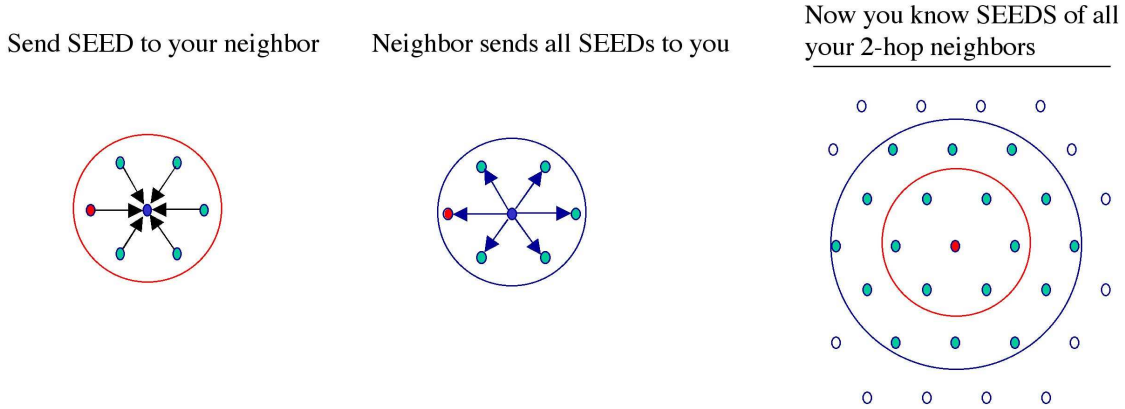 Send SEED to your neighbor
Neighbor sends all SEEDs to you
Now you know SEEDS of all
your 2-hop neighbors